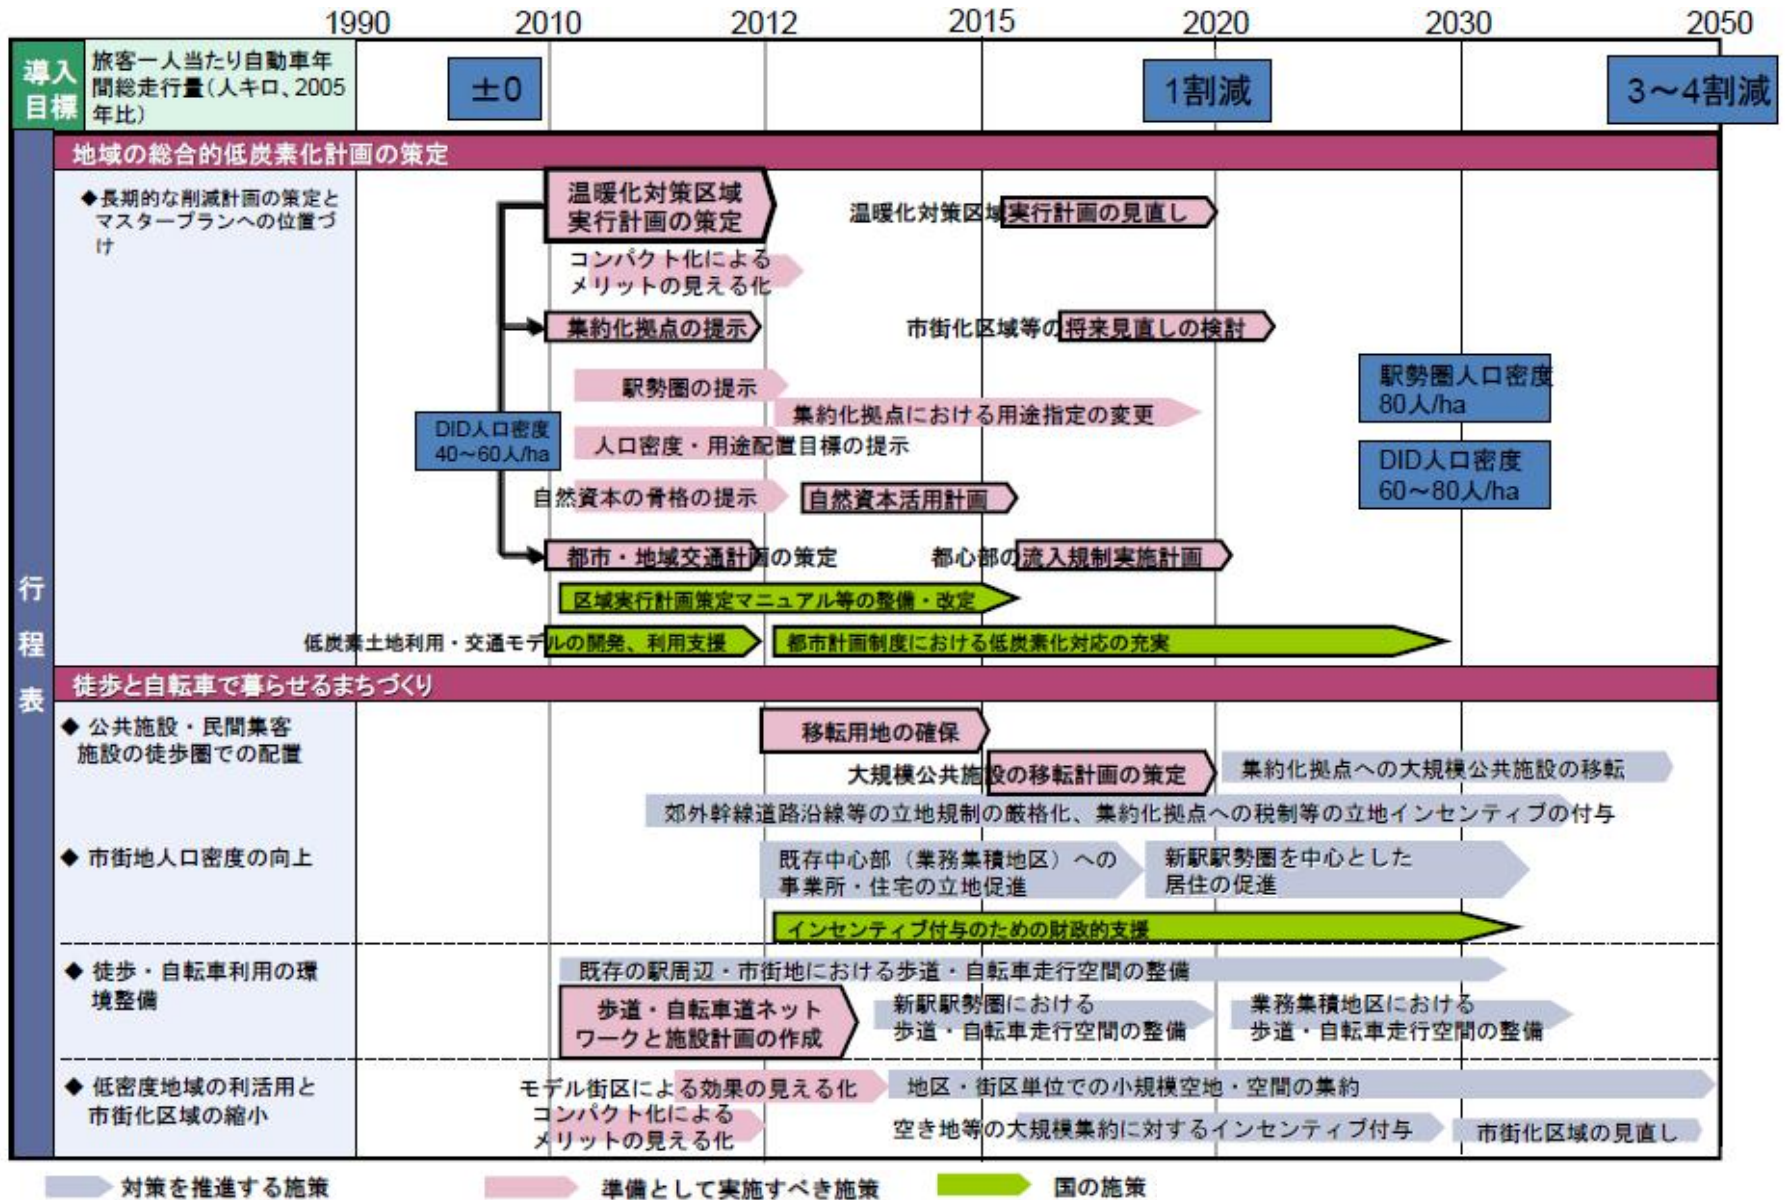 1990
2010
2012
2015
2020
2030
2050
導入
目標
旅客一人当たり自動車年
間総走行量（人キロ、2005
年比）
±0
1割減
3～4割減
行
程
表
地域の総合的低炭素化計画の策定
◆長期的な削減計画の策定と
マスタープランへの位置づ
け
温暖化対策区域
実行計画の策定
温暖化対策区域実行計画の見直し
コンパクト化による
メリットの見える化
集約化拠点の提示
市街化区域等の将来見直しの検討
駅勢圏の提示
集約化拠点における用途指定の変更
駅勢圏人口密度
80人/ha
DID人口密度
40～60人/ha
人口密度・用途配置目標の提示
DID人口密度
60～80人/ha
自然資本の骨格の提示
自然資本活用計画
都市・地域交通計画の策定
都心部の流入規制実施計画
区域実行計画策定マニュアル等の整備・改定
低炭素土地利用・交通モデルの開発、利用支援
都市計画制度における低炭素化対応の充実
徒歩と自転車で暮らせるまちづくり
◆ 公共施設・民間集客
施設の徒歩圏での配置
移転用地の確保
大規模公共施設の移転計画の策定
集約化拠点への大規模公共施設の移転
郊外幹線道路沿線等の立地規制の厳格化、集約化拠点への税制等の立地インセンティブの付与
◆ 市街地人口密度の向上
既存中心部（業務集積地区）への
事業所・住宅の立地促進
新駅駅勢圏を中心とした
居住の促進
インセンティブ付与のための財政的支援
◆ 徒歩・自転車利用の環
境整備
既存の駅周辺・市街地における歩道・自転車走行空間の整備
歩道・自転車道ネット
ワークと施設計画の作成
新駅駅勢圏における
歩道・自転車走行空間の整備
業務集積地区における
歩道・自転車走行空間の整備
◆ 低密度地域の利活用と
市街化区域の縮小
モデル街区による効果の見える化
地区・街区単位での小規模空地・空間の集約
コンパクト化による
メリットの見える化
空き地等の大規模集約に対するインセンティブ付与
市街化区域の見直し
対策を推進する施策
準備として実施すべき施策
国の施策